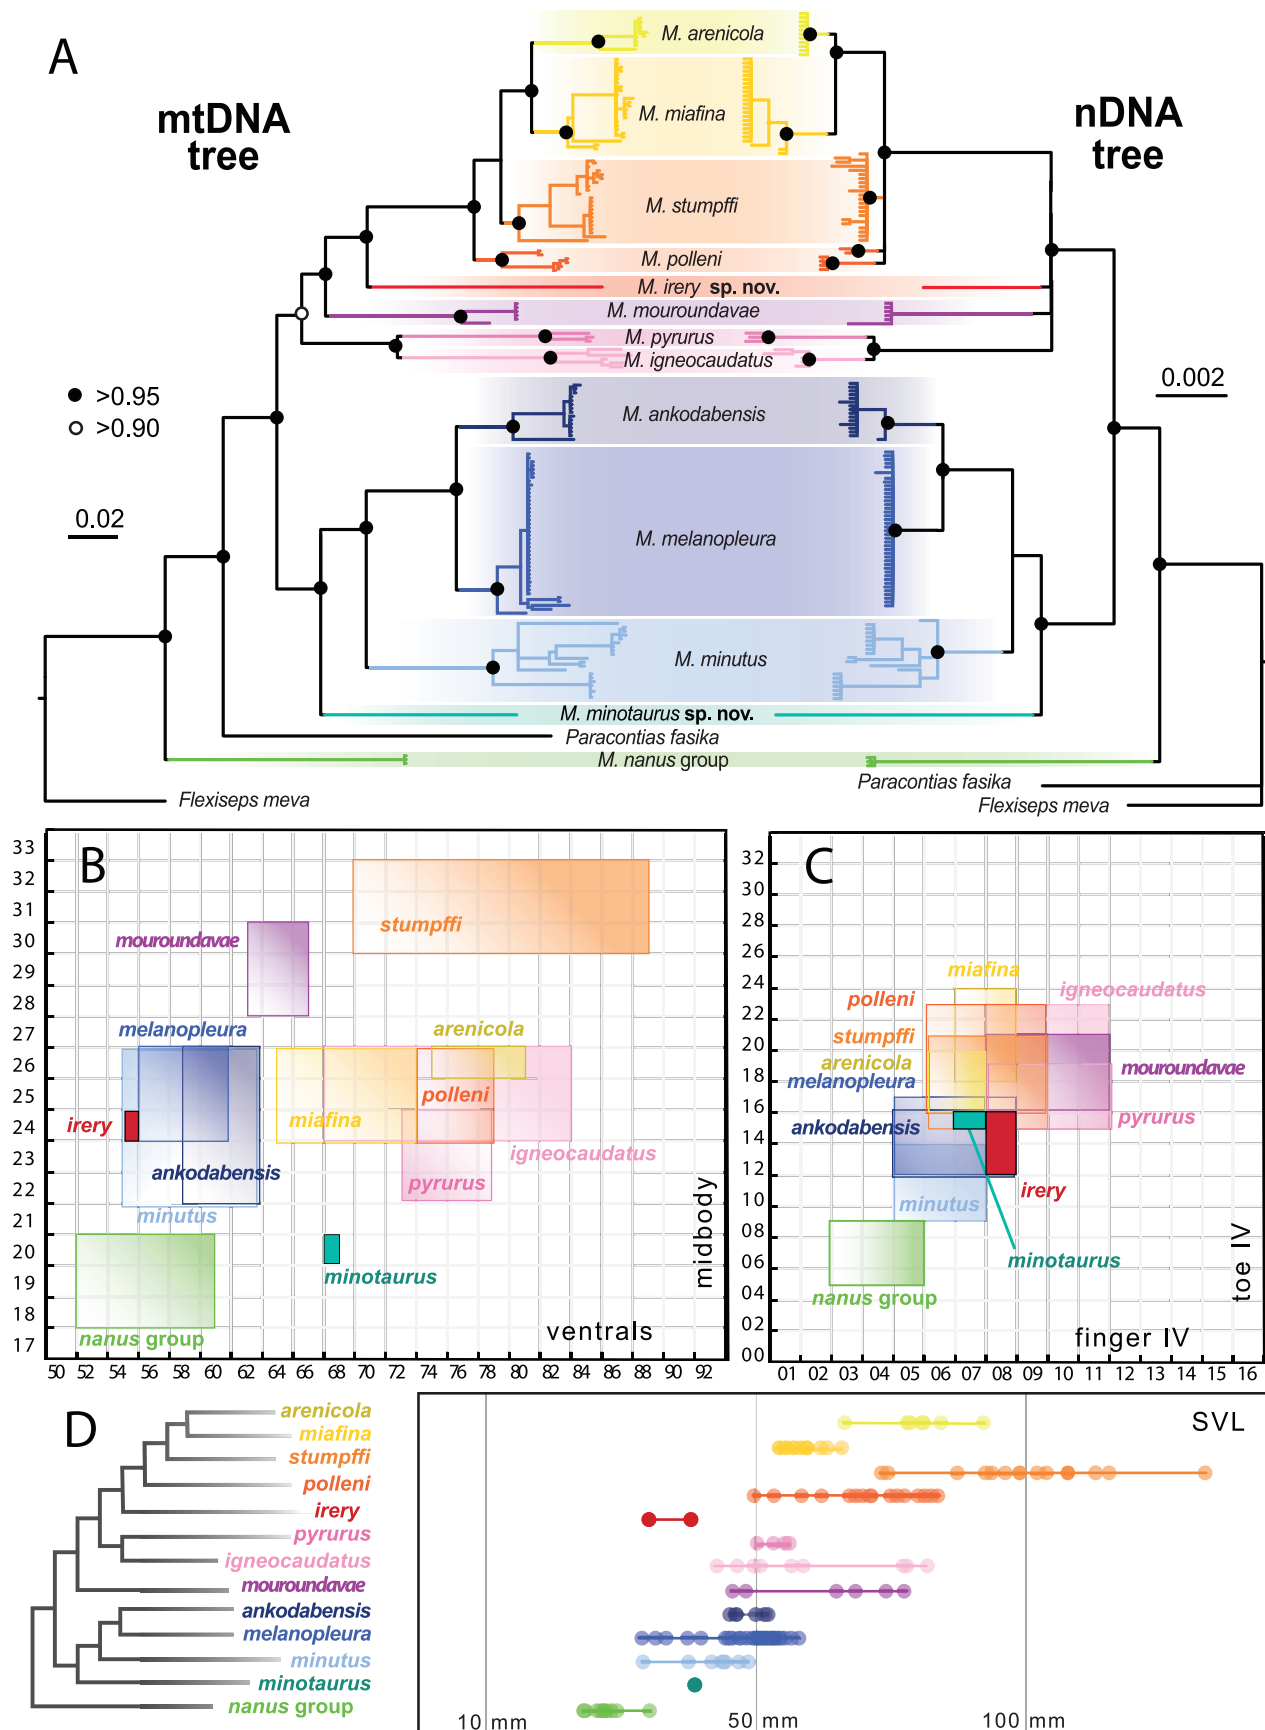 A
mtDNA
tree
nDNA
tree
M. arenicola
M. miafina
M. stumpffi
M. polleni
M. irery sp. nov.
M. mouroundavae
M. pyrurus
M. igneocaudatus
>0.95
>0.90
0.002
M. ankodabensis
0.02
M. melanopleura
M. minutus
M. minotaurus sp. nov.
Paracontias fasika
M. nanus group
Paracontias fasika
Flexiseps meva
Flexiseps meva
B
33
32
31
30
29
28
27
26
25
24
23
22
21
20
19
18
17
stumpffi
mouroundavae
melanopleura
arenicola
polleni
irery
miafina
igneocaudatus
ankodabensis
pyrurus
minutus
minotaurus
nanus group
midbody
ventrals
50 52 54 56 58 60 62 64 66 68 70 72 74 76 78 80 82 84 86 88 90 92
C
32
30
28
26
24
22
20
18
16
14
12
10
08
06
04
02
00
miafina
polleni
igneocaudatus
stumpffi
arenicola
melanopleura
mouroundavae
ankodabensis
pyrurus
irery
minutus
minotaurus
nanus group
toe IV
finger IV
01 02 03 04 05 06 07 08 09 10 11 12 13 14 15 16
D
arenicola
miafina
stumpffi
polleni
irery
pyrurus
igneocaudatus
mouroundavae
ankodabensis
melanopleura
minutus
minotaurus
nanus group
SVL
10 mm
50 mm
100 mm